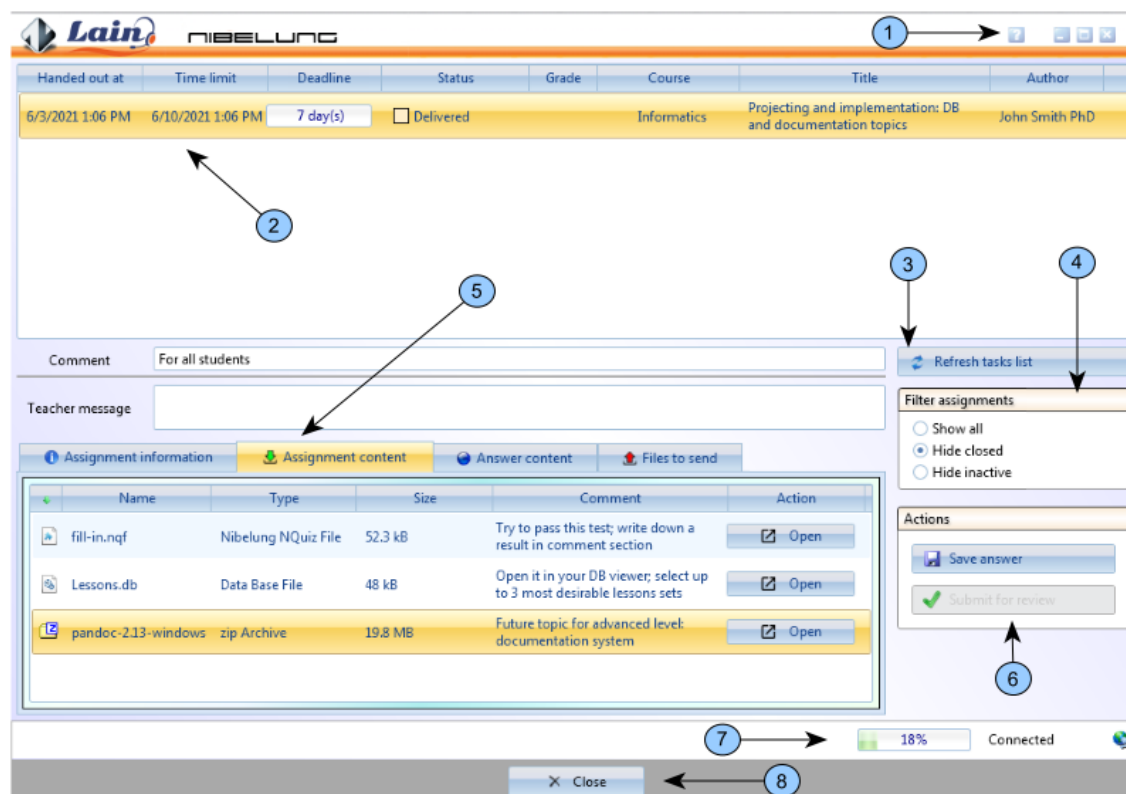 Lain
NIBELUNG
1
?
Handed out at Time limit Deadline Status Grade Course Title Author
6/3/2021 1:06 PM 6/10/2021 1:06 PM 7 day(s) Delivered Informatics Projecting and implementation: DB John Smith PhD
and documentation topics
2
3
4
5
Comment For all students
Refresh tasks list
Teacher message
Filter assignments
Show all
Hide closed
Hide inactive
Assignment information Assignment content Answer content Files to send
Name Type Size Comment Action
fill-in.nqf Nibelung NQuiz File 52.3 kB Try to pass this test; write down a Open
result in comment section
Lessons.db Data Base File 48 kB Open it in your DB viewer; select up Open
to 3 most desirable lessons sets
pandoc-2.13-windows zip Archive 19.8 MB Future topic for advanced level: Open
documentation system
Actions
Save answer
Submit for review
6
7
18% Connected
Close
8